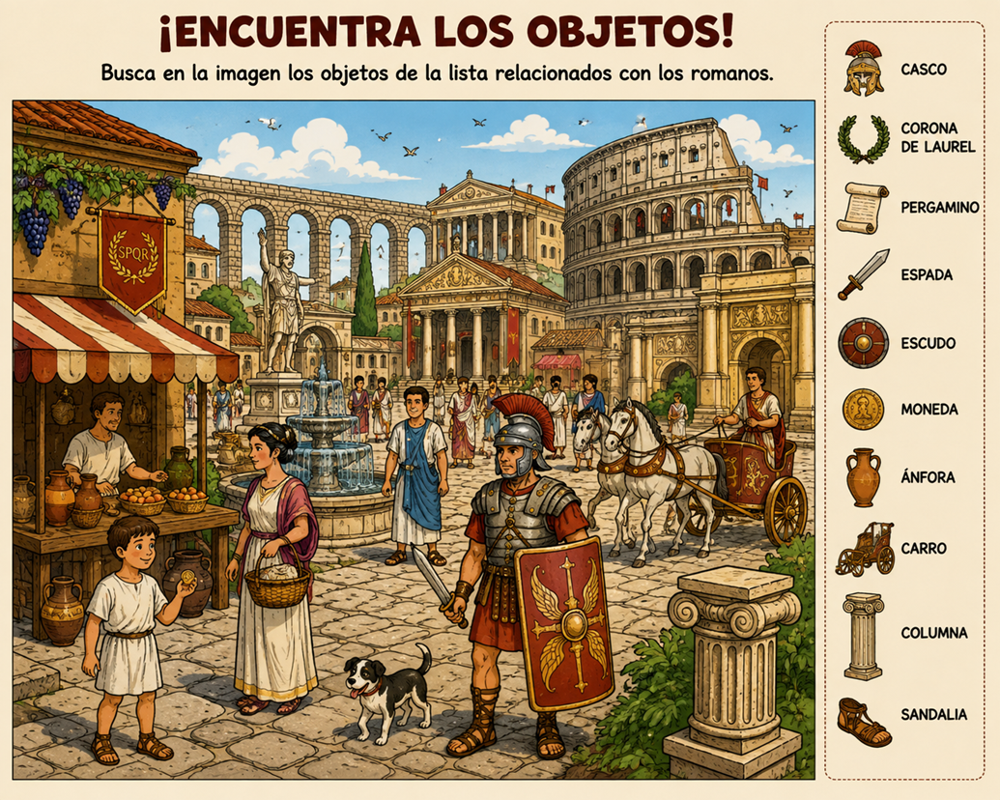 ¡ENCUENTRA LOS OBJETOS!
Busca en la imagen los objetos de la lista relacionados con los romanos.
SPQR
CASCO
CORONA
DE LAUREL
PERGAMINO
ESPADA
ESCUDO
MONEDA
ÁNFORA
CARRO
COLUMNA
SANDALIA